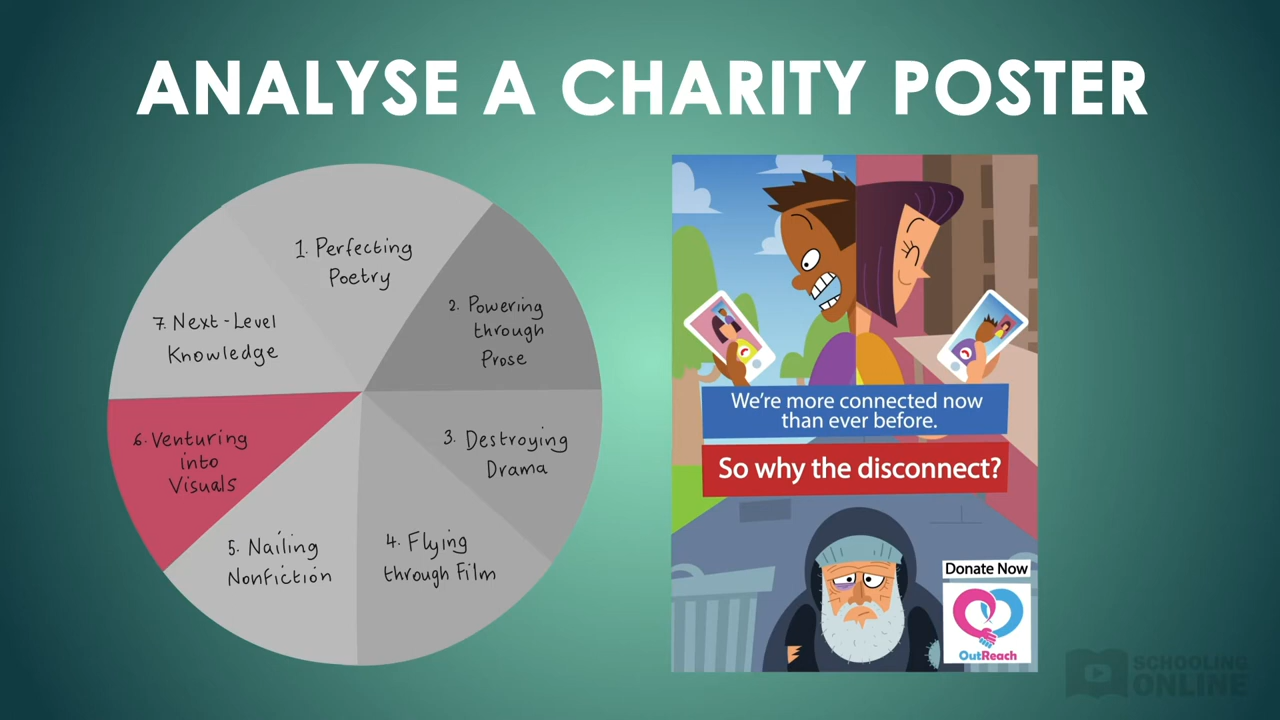 ANALYSE A CHARITY POSTER
1. Perfecting
Poetry
2. Powering
through
Prose
3. Destroying
Drama
4. Flying
through Film
5. Nailing
Nonfiction
6. Venturing
into
Visuals
7. Next-Level
Knowledge
We're more connected now
than ever before.
So why the disconnect?
Donate Now
OutReach
SCHOOLING
ONLINE